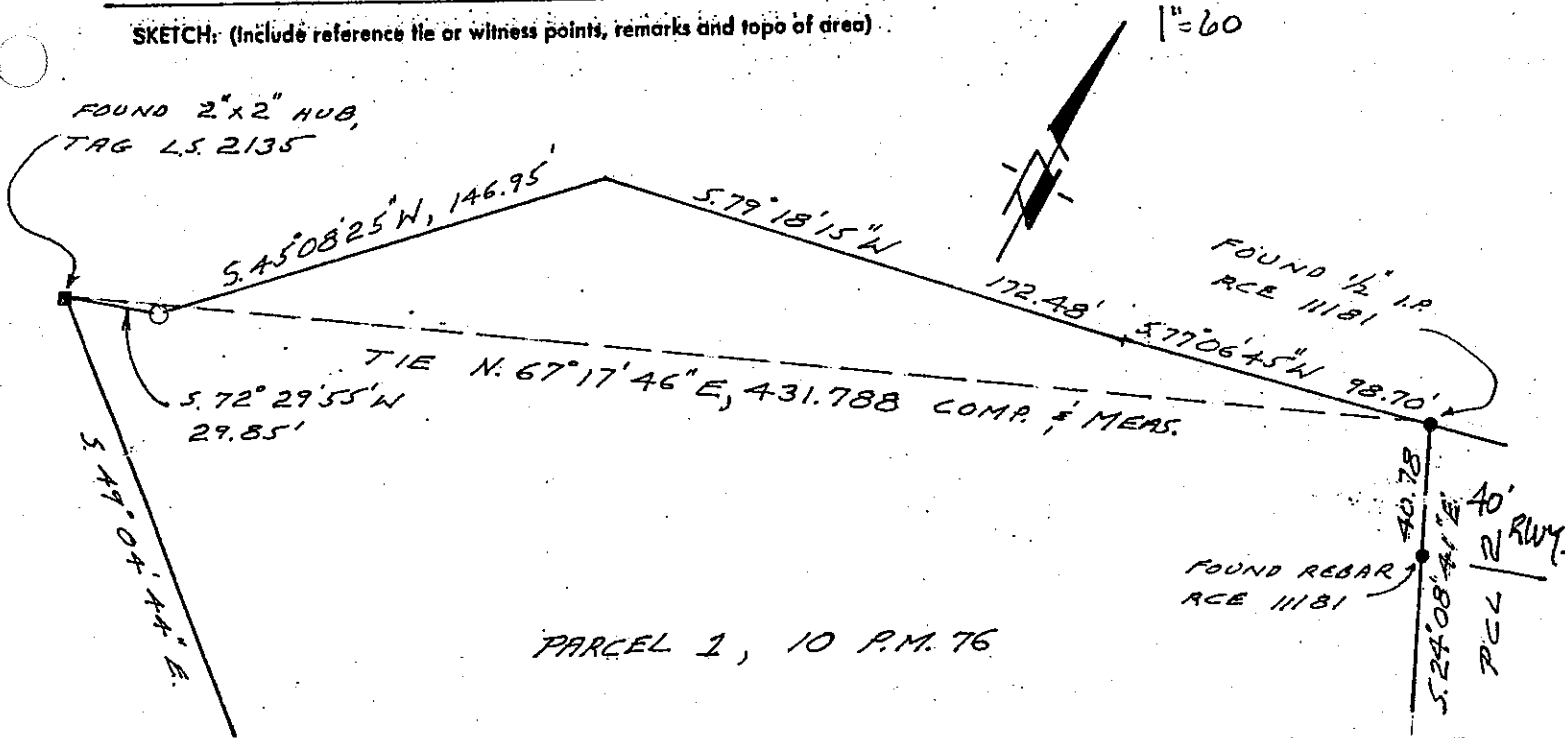 SKETCH: (Include reference tie or witness points, remarks and topo of area)
1"=60
FOUND 2"x2" HUB,
TAG L.S. 2135
S.45°08'25"W, 146.95'
S.79°18'15"W
172.48'
FOUND 1/2" I.P.
RCE 11181
S.77°06'45"W 98.70'
TIE N. 67°17'46"E, 431.788 COMP. & MEAS.
S. 72°29'55"W
29.85'
S. 49°04'44" E.
40.78
S.24°08'41"E.
40'
RWY.
PCL 2
FOUND REBAR
RCE 11181
PARCEL 1, 10 P.M. 76